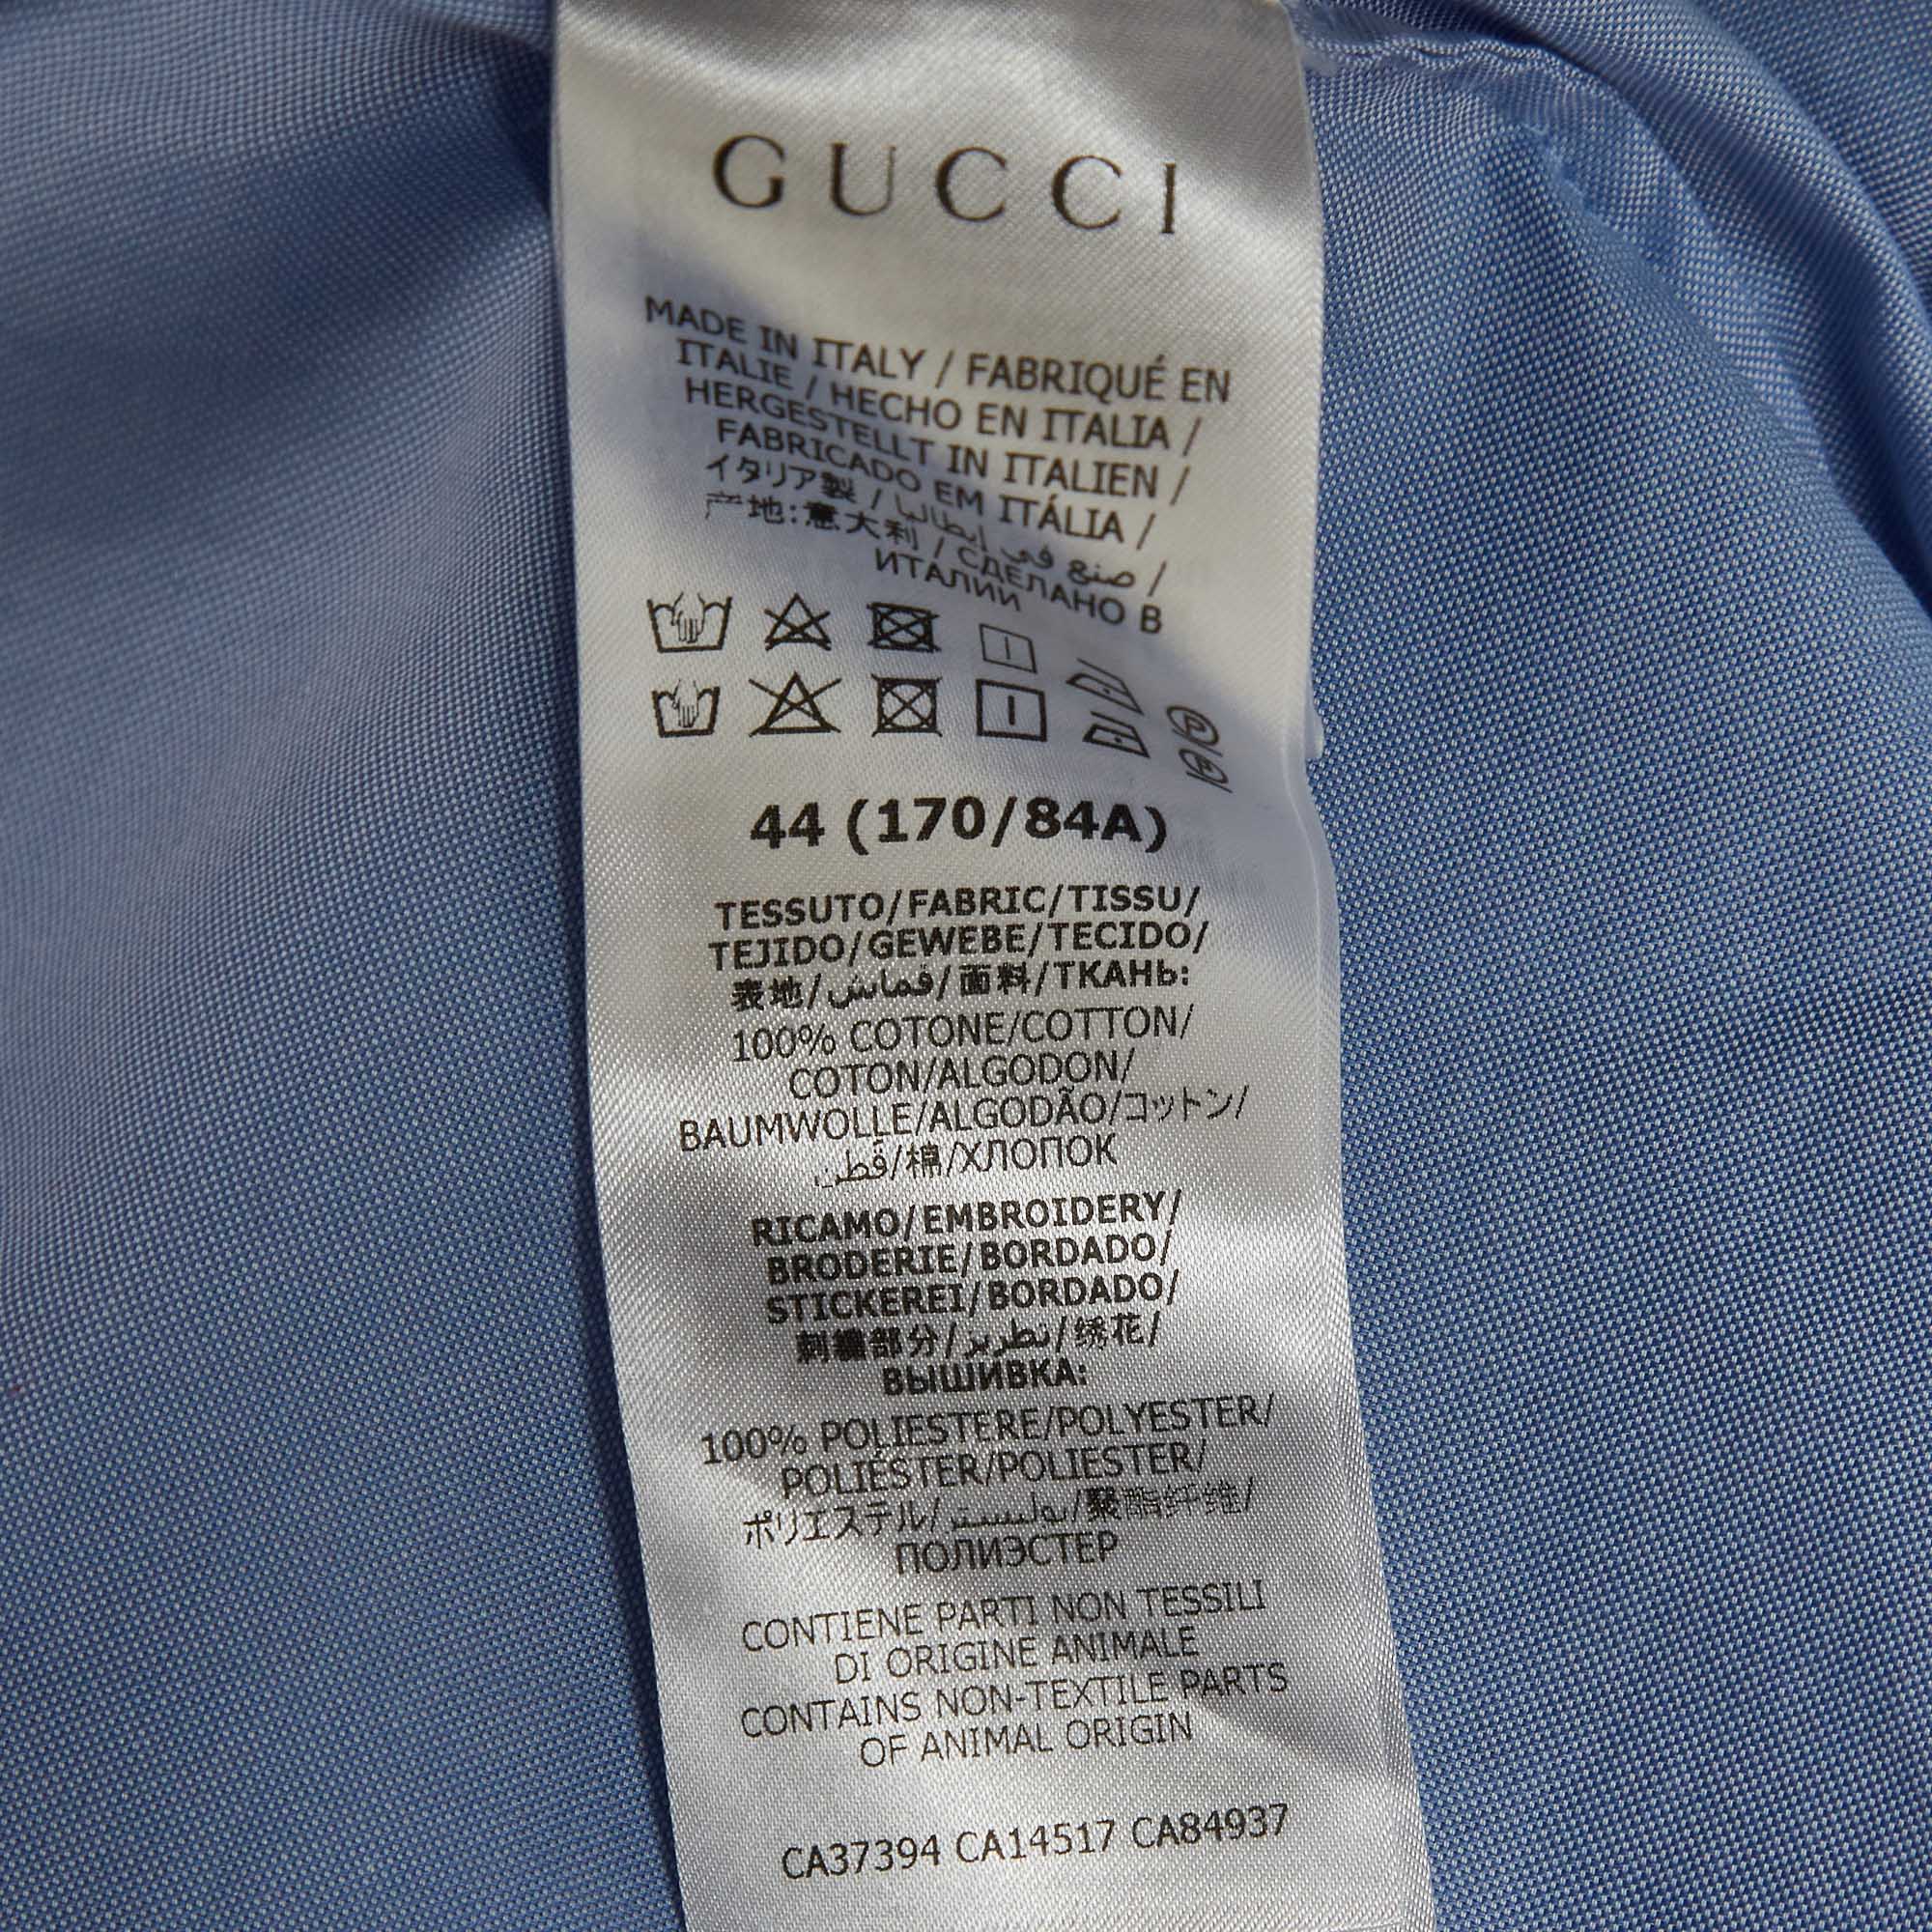 GUCCI
MADE IN ITALY / FABRIQUÉ EN
ITALIE / HECHO EN ITALIA /
HERGESTELLT IN ITALIEN /
FABRICADO EM ITÁLIA /
イタリア製 / صنع في إيطاليا /
产地:意大利 / СДЕЛАНО В
ИТАЛИИ
44 (170/84A)
TESSUTO/FABRIC/TISSU/
TEJIDO/GEWEBE/TECIDO/
表地/قماش/面料/ТКАНЬ:
100% COTONE/COTTON/
COTON/ALGODON/
BAUMWOLLE/ALGODÃO/コットン/
قطن/棉/ХЛОПОК
RICAMO/EMBROIDERY/
BRODERIE/BORDADO/
STICKEREI/BORDADO/
刺繍部分/تطريز/绣花/
ВЫШИВКА:
100% POLIESTERE/POLYESTER/
POLIÉSTER/POLIESTER/
ポリエステル/بوليستر/聚酯纤维/
ПОЛИЭСТЕР
CONTIENE PARTI NON TESSILI
DI ORIGINE ANIMALE
CONTAINS NON-TEXTILE PARTS
OF ANIMAL ORIGIN
CA37394 CA14517 CA84937